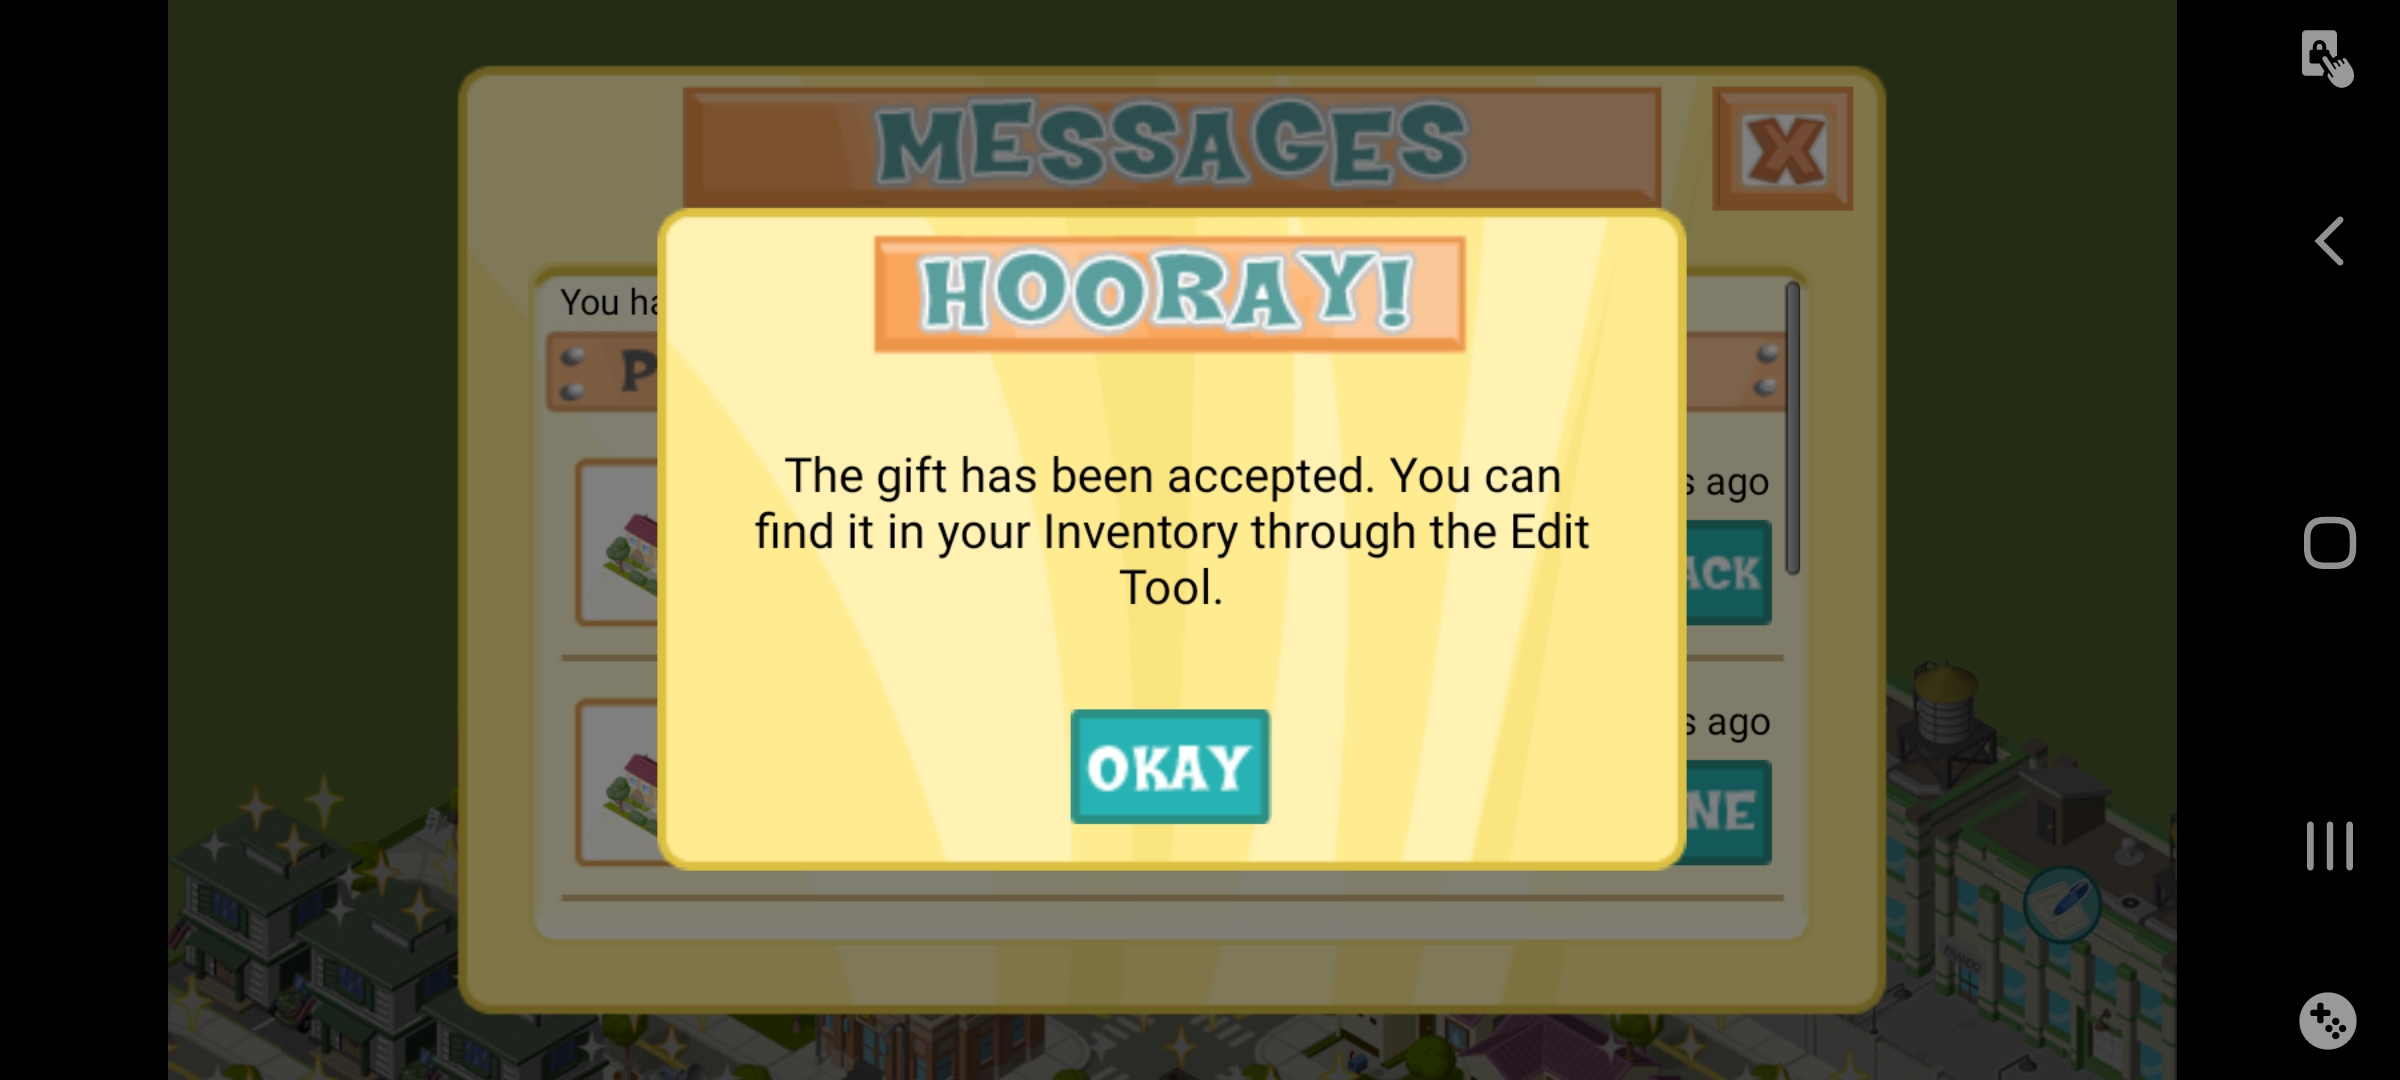 MESSAGES
X
HOORAY!
You ha
P
The gift has been accepted. You can
find it in your Inventory through the Edit
Tool.
s ago
ACK
s ago
NE
OKAY